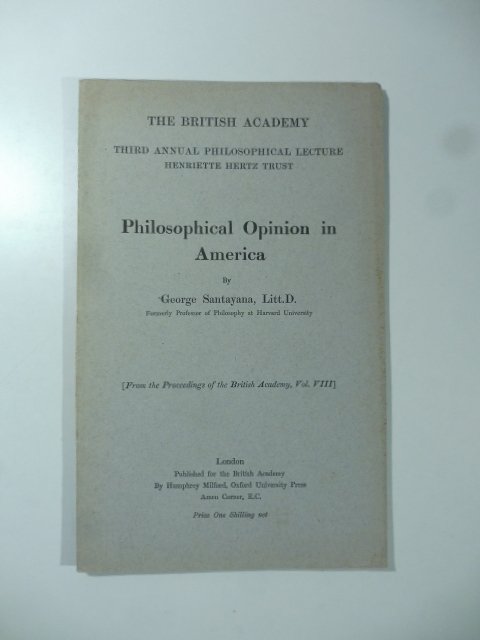 THE BRITISH ACADEMY
THIRD ANNUAL PHILOSOPHICAL LECTURE
HENRIETTE HERTZ TRUST
Philosophical Opinion in
America
By
George Santayana, Litt.D.
Formerly Professor of Philosophy at Harvard University
[From the Proceedings of the British Academy, Vol. VIII]
London
Published for the British Academy
By Humphrey Milford, Oxford University Press
Amen Corner, E.C.
Price One Shilling net